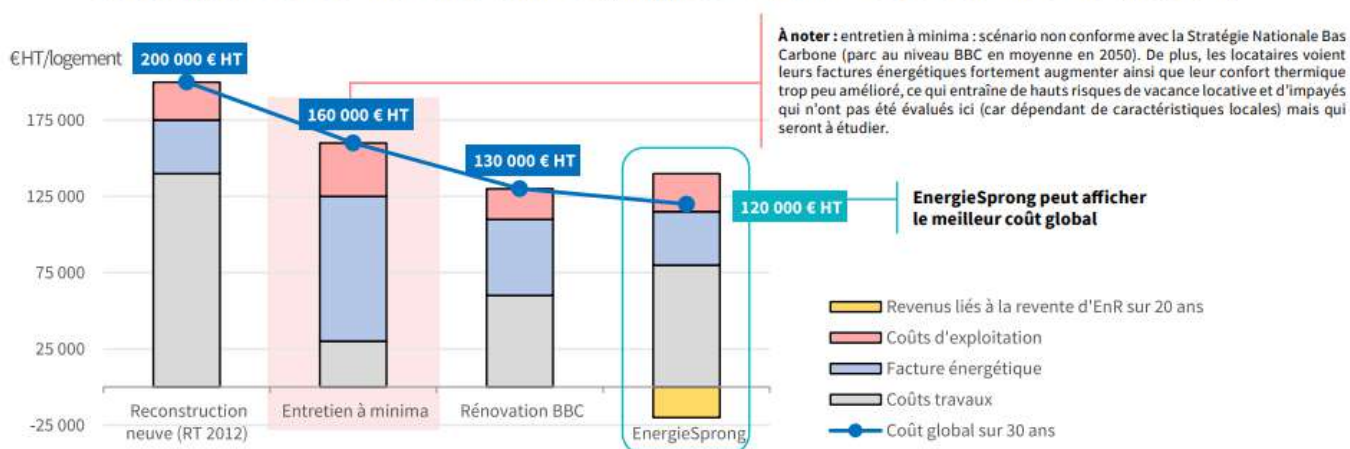 €HT/logement
200 000 € HT
160 000 € HT
130 000 € HT
120 000 € HT
175 000
125 000
75 000
25 000
-25 000
Reconstruction
neuve (RT 2012)
Entretien à minima
Rénovation BBC
EnergieSprong
À noter : entretien à minima : scénario non conforme avec la Stratégie Nationale Bas
Carbone (parc au niveau BBC en moyenne en 2050). De plus, les locataires voient
leurs factures énergétiques fortement augmenter ainsi que leur confort thermique
trop peu amélioré, ce qui entraîne de hauts risques de vacance locative et d'impayés
qui n'ont pas été évalués ici (car dépendant de caractéristiques locales) mais qui
seront à étudier.
EnergieSprong peut afficher
le meilleur coût global
Revenus liés à la revente d'EnR sur 20 ans
Coûts d'exploitation
Facture énergétique
Coûts travaux
Coût global sur 30 ans